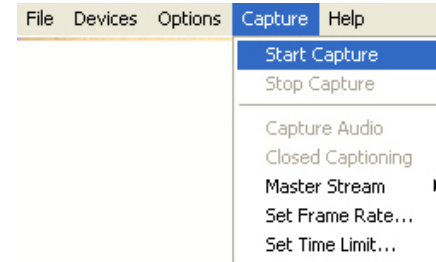 File Devices Options Capture Help
Start Capture
Stop Capture
Capture Audio
Closed Captioning
Master Stream
Set Frame Rate...
Set Time Limit...